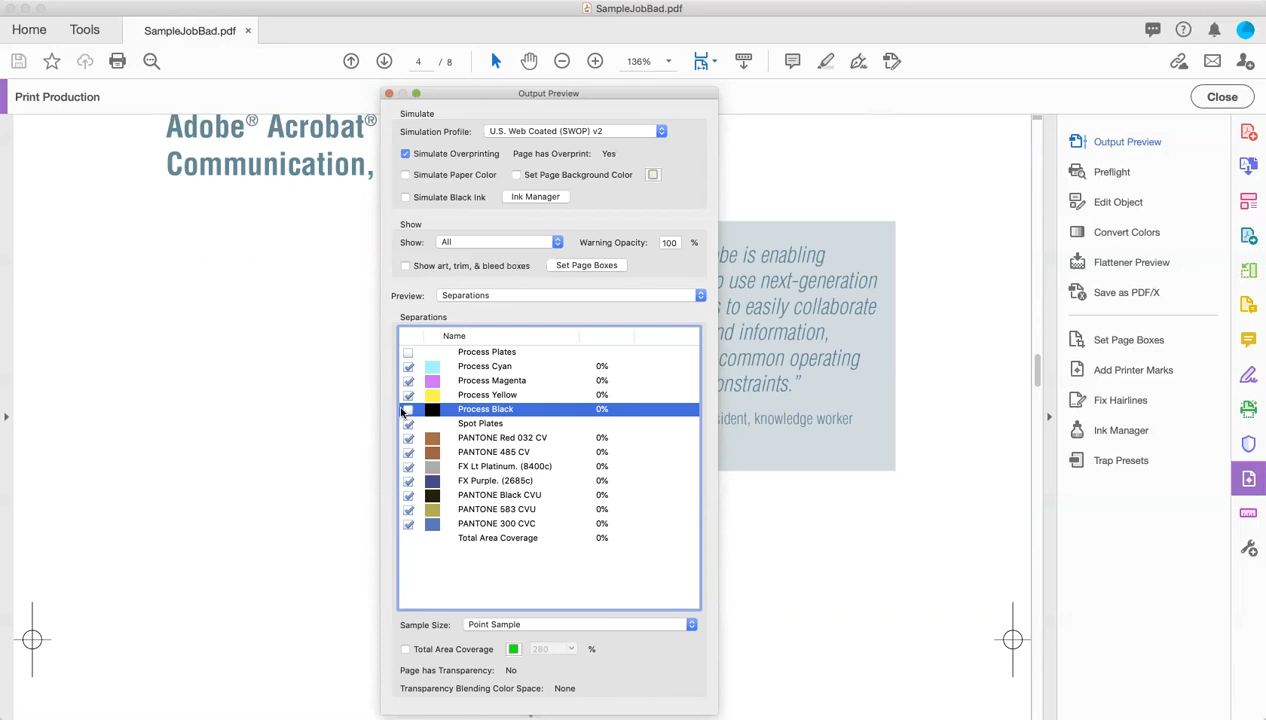 SampleJobBad.pdf
Home
Tools
SampleJobBad.pdf ×
4 / 8
136%
Print Production
Close
Adobe® Acrobat®
Communication,
Output Preview
Simulate
Simulation Profile: U.S. Web Coated (SWOP) v2
Simulate Overprinting Page has Overprint: Yes
Simulate Paper Color Set Page Background Color
Simulate Black Ink Ink Manager
Show
Show: All Warning Opacity: 100 %
Show art, trim, & bleed boxes Set Page Boxes
Preview: Separations
Separations
Name
Process Plates
Process Cyan 0%
Process Magenta 0%
Process Yellow 0%
Process Black 0%
Spot Plates
PANTONE Red 032 CV 0%
PANTONE 485 CV 0%
FX Lt Platinum. (8400c) 0%
FX Purple. (2685c) 0%
PANTONE Black CVU 0%
PANTONE 583 CVU 0%
PANTONE 300 CVC 0%
Total Area Coverage 0%
Sample Size: Point Sample
Total Area Coverage 280 %
Page has Transparency: No
Transparency Blending Color Space: None
be is enabling
o use next-generation
s to easily collaborate
nd information,
common operating
onstraints.”
ident, knowledge worker
Output Preview
Preflight
Edit Object
Convert Colors
Flattener Preview
Save as PDF/X
Set Page Boxes
Add Printer Marks
Fix Hairlines
Ink Manager
Trap Presets